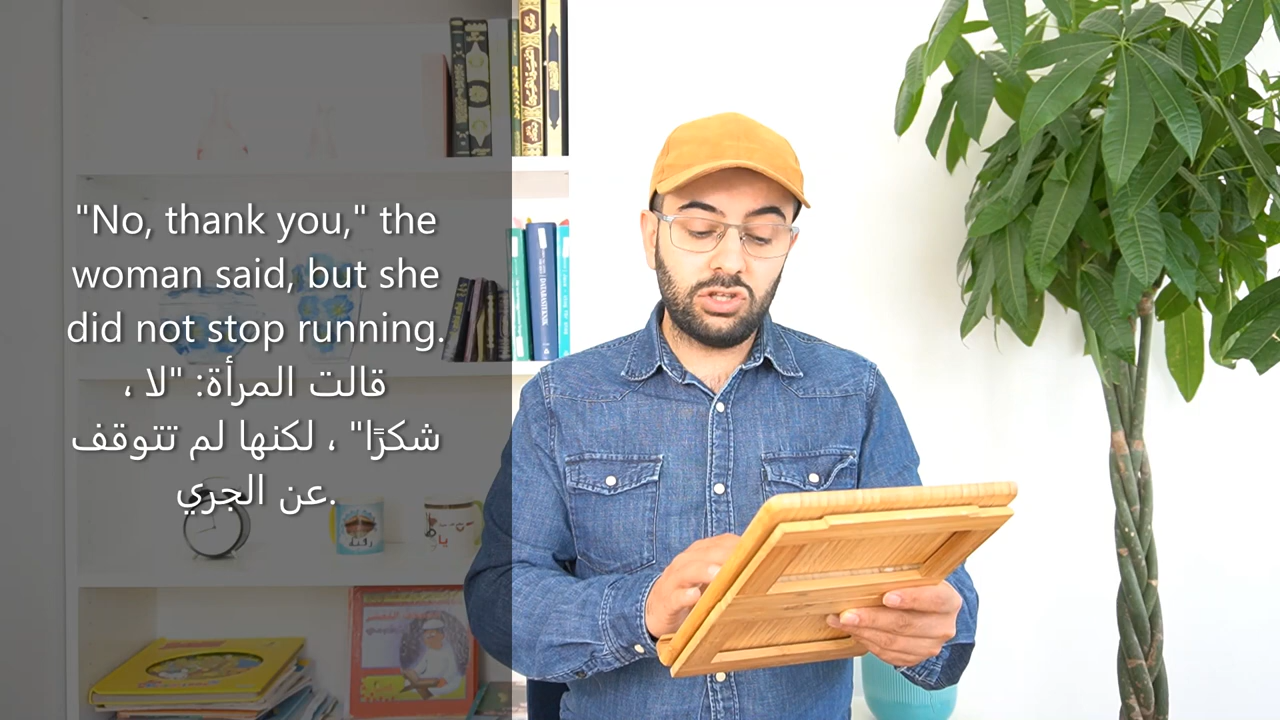 "No, thank you," the
woman said, but she
did not stop running.
قالت المرأة: "لا ،
شكرًا" ، لكنها لم تتوقف
عن الجري.
DATABASTEKNIK